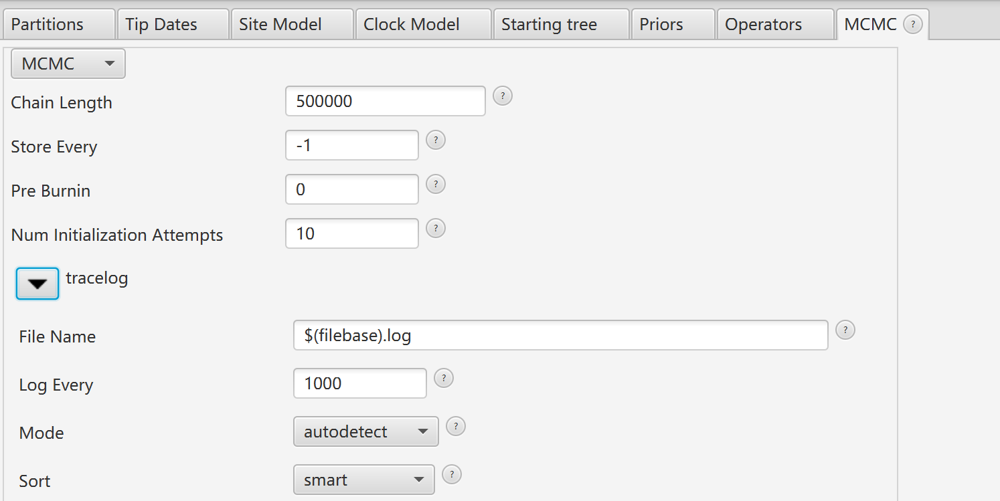 Partitions Tip Dates Site Model Clock Model Starting tree Priors Operators MCMC ?
MCMC
Chain Length 500000 ?
Store Every -1 ?
Pre Burnin 0 ?
Num Initialization Attempts 10 ?
tracelog
File Name $(filebase).log ?
Log Every 1000 ?
Mode autodetect ?
Sort smart ?